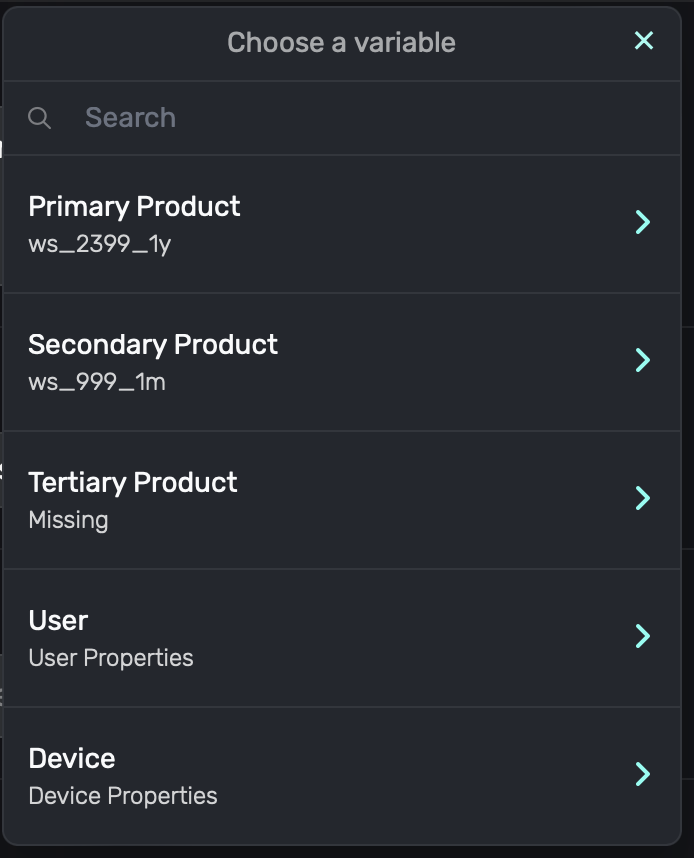 Choose a variable
Search
Primary Product
ws_2399_1y
Secondary Product
ws_999_1m
Tertiary Product
Missing
User
User Properties
Device
Device Properties